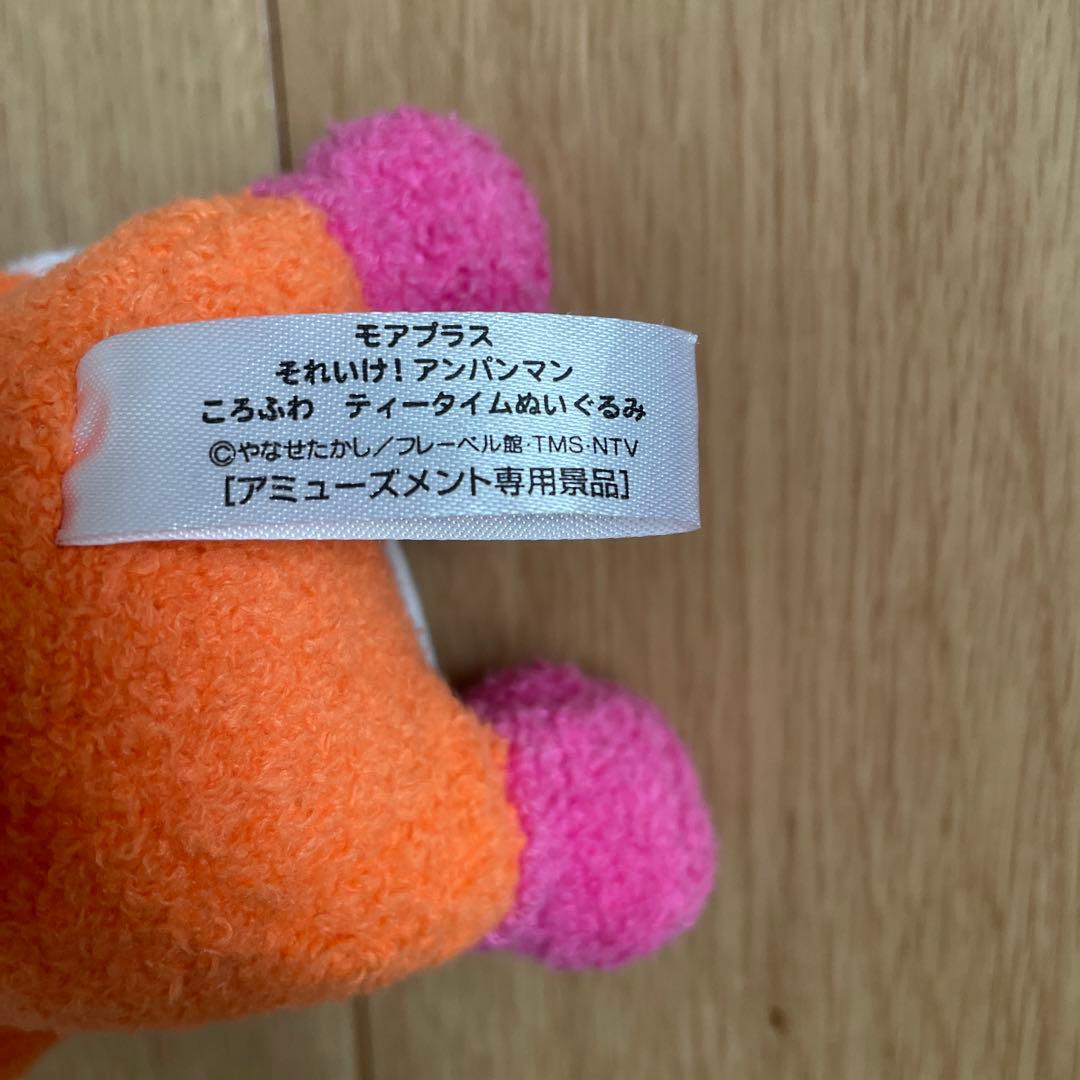 モアプラス
それいけ！アンパンマン
ころふわ　ティータイムぬいぐるみ
©やなせたかし／フレーベル館・TMS・NTV
［アミューズメント専用景品］